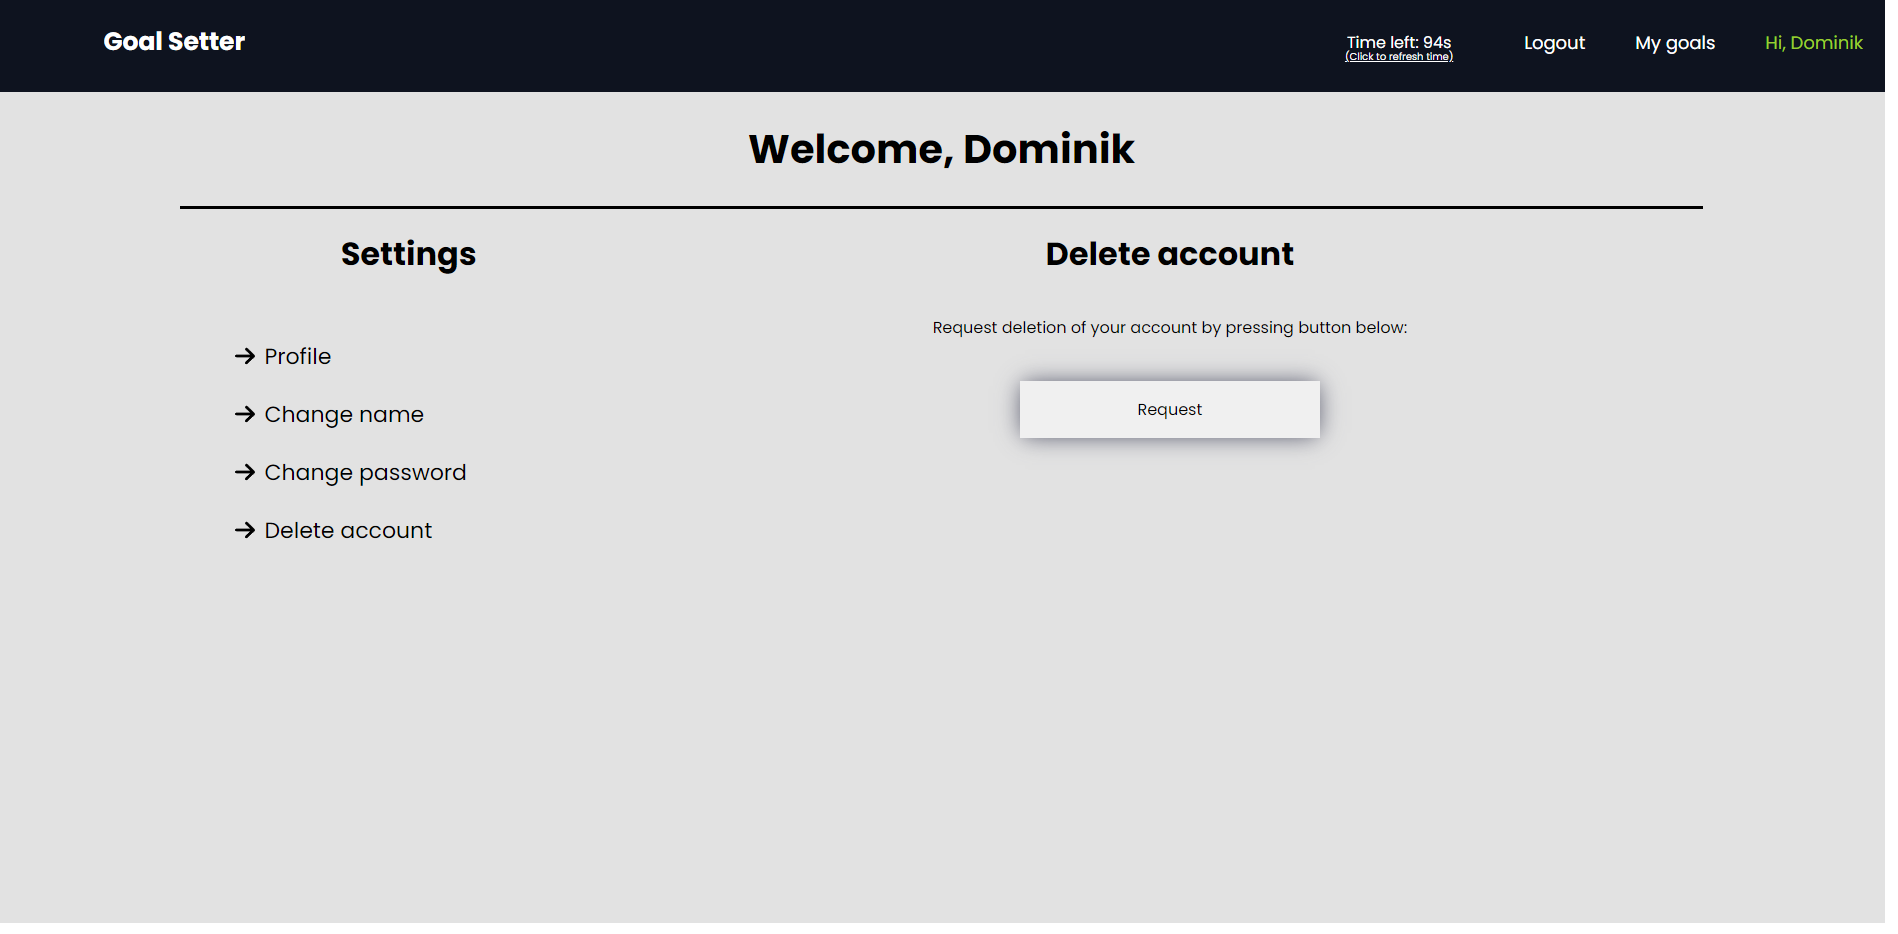 Goal Setter
Time left: 94s
(Click to refresh time)
Logout
My goals
Hi, Dominik
Welcome, Dominik
Settings
Profile
Change name
Change password
Delete account
Delete account
Request deletion of your account by pressing button below:
Request